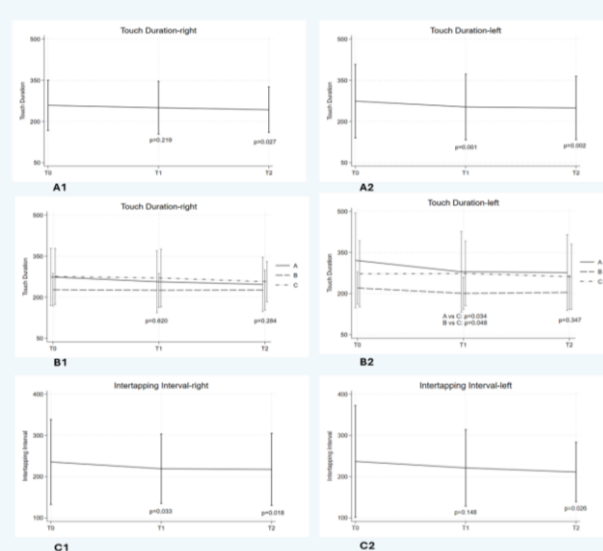 Touch Duration-right
500
350
200
50
Touch Duration
p=0.219
p=0.027
T0
T1
T2
A1
Touch Duration-left
500
350
200
50
Touch Duration
p=0.001
p=0.002
T0
T1
T2
A2
Touch Duration-right
500
350
200
50
Touch Duration
A
B
C
p=0.620
p=0.284
T0
T1
T2
B1
Touch Duration-left
500
350
200
50
Touch Duration
A
B
C
A vs C: p=0.034
B vs C: p=0.048
p=0.347
T0
T1
T2
B2
Intertapping Interval-right
400
300
200
100
Intertapping Interval
p=0.033
p=0.018
T0
T1
T2
C1
Intertapping Interval-left
400
300
200
100
Intertapping Interval
p=0.148
p=0.026
T0
T1
T2
C2